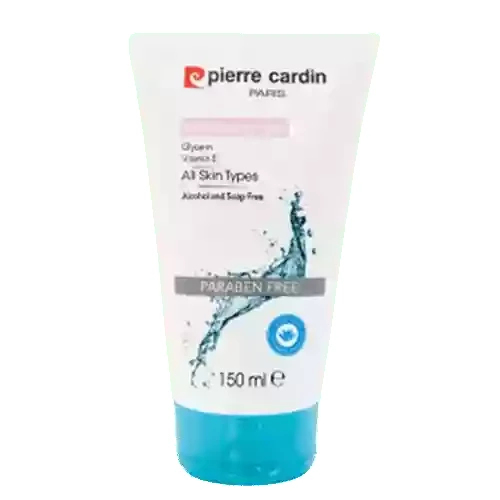 pierre cardin
PARIS
Glycerin
Vitamin E
All Skin Types
Alcohol and Soap Free
PARABEN FREE
150 ml e